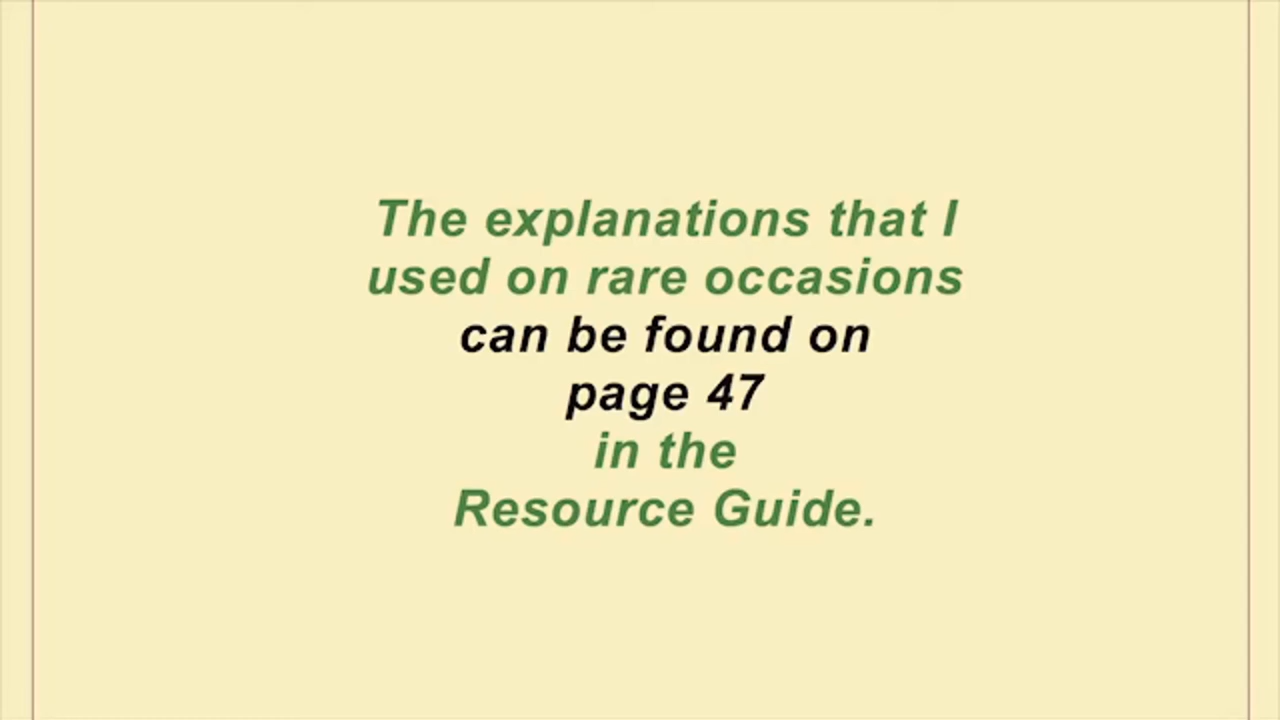 The explanations that I
used on rare occasions
can be found on
page 47
in the
Resource Guide.